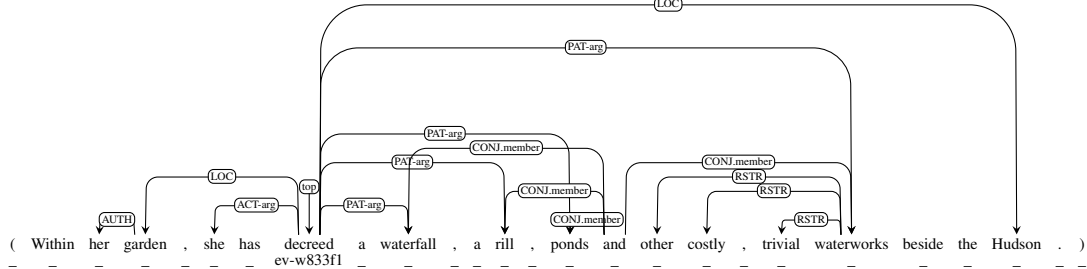 LOC
PAT-arg
PAT-arg
CONJ.member
PAT-arg
CONJ.member
LOC
top
RSTR
CONJ.member
RSTR
ACT-arg
PAT-arg
AUTH
CONJ.member
RSTR
( Within her garden , she has decreed a waterfall , a rill , ponds and other costly , trivial waterworks beside the Hudson . )
_ _ _ _ _ _ _ ev-w833f1 _ _ _ _ _ _ _ _ _ _ _ _ _ _ _ _ _ _